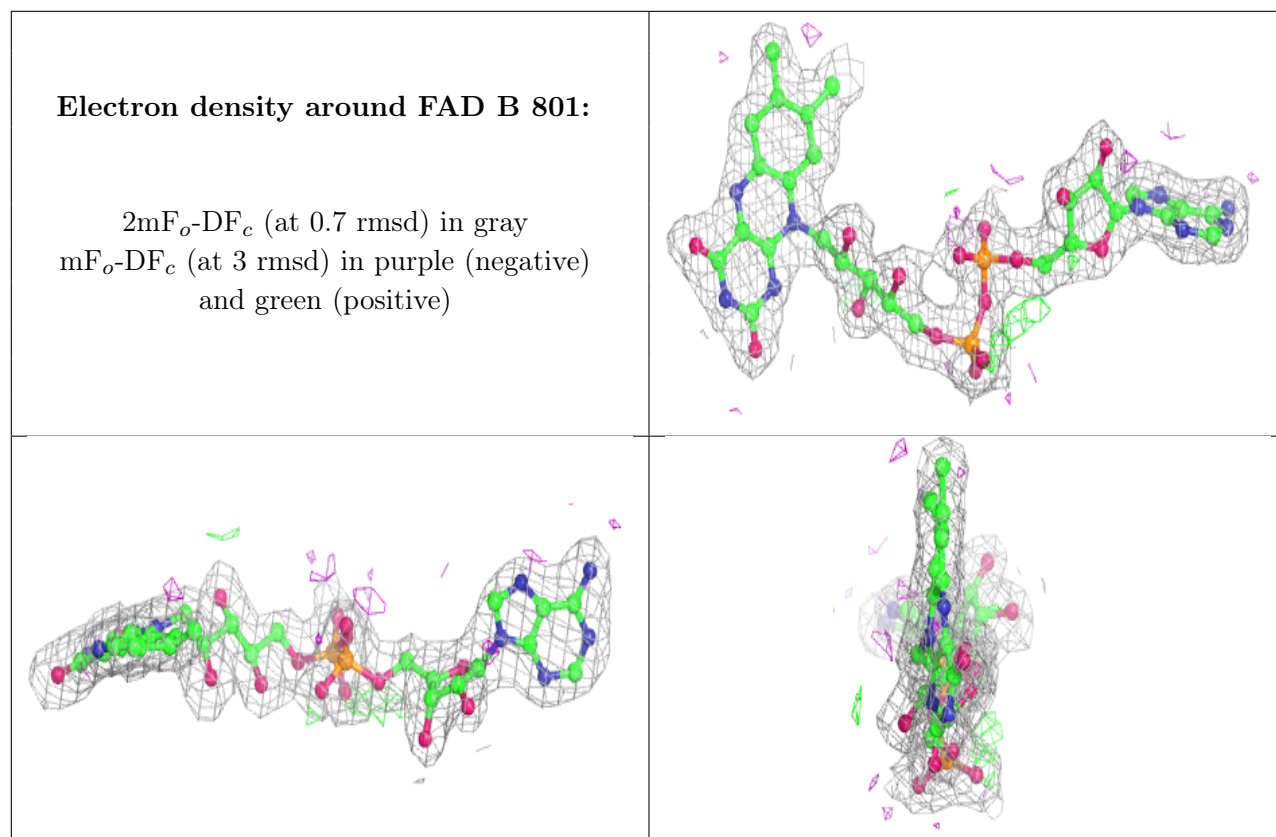 Electron density around FAD B 801:
2mFₒ-DF𝒸 (at 0.7 rmsd) in gray
mFₒ-DF𝒸 (at 3 rmsd) in purple (negative)
and green (positive)